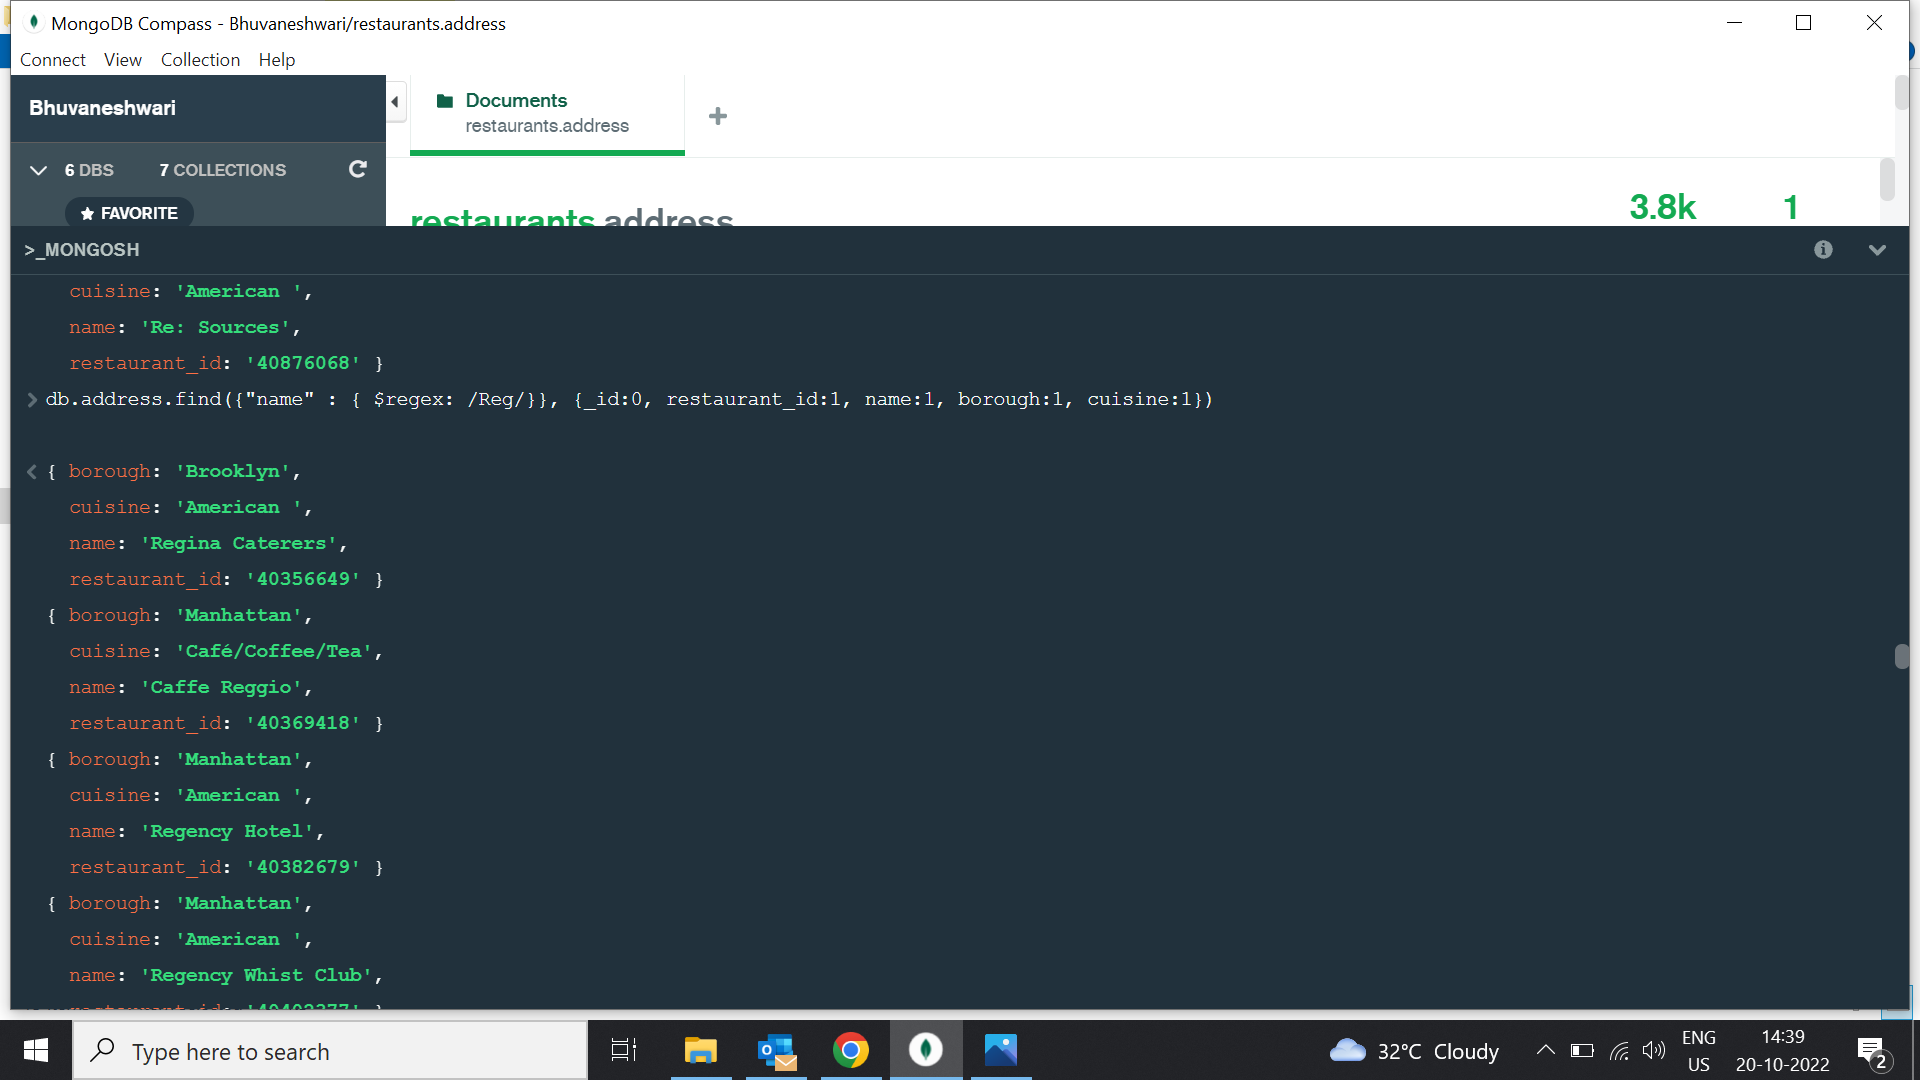 MongoDB Compass - Bhuvaneshwari/restaurants.address
Connect View Collection Help
Bhuvaneshwari
Documents
restaurants.address
6 DBS 7 COLLECTIONS
FAVORITE
restaurants.address
3.8k 1
>_MONGOSH
cuisine: 'American ',
name: 'Re: Sources',
restaurant_id: '40876068' }
db.address.find({"name" : { $regex: /Reg/}}, {_id:0, restaurant_id:1, name:1, borough:1, cuisine:1})
{ borough: 'Brooklyn',
cuisine: 'American ',
name: 'Regina Caterers',
restaurant_id: '40356649' }
{ borough: 'Manhattan',
cuisine: 'Café/Coffee/Tea',
name: 'Caffe Reggio',
restaurant_id: '40369418' }
{ borough: 'Manhattan',
cuisine: 'American ',
name: 'Regency Hotel',
restaurant_id: '40382679' }
{ borough: 'Manhattan',
cuisine: 'American ',
name: 'Regency Whist Club',
restaurant_id: '40402377' }
Type here to search
32°C Cloudy
ENG
US
14:39
20-10-2022
2